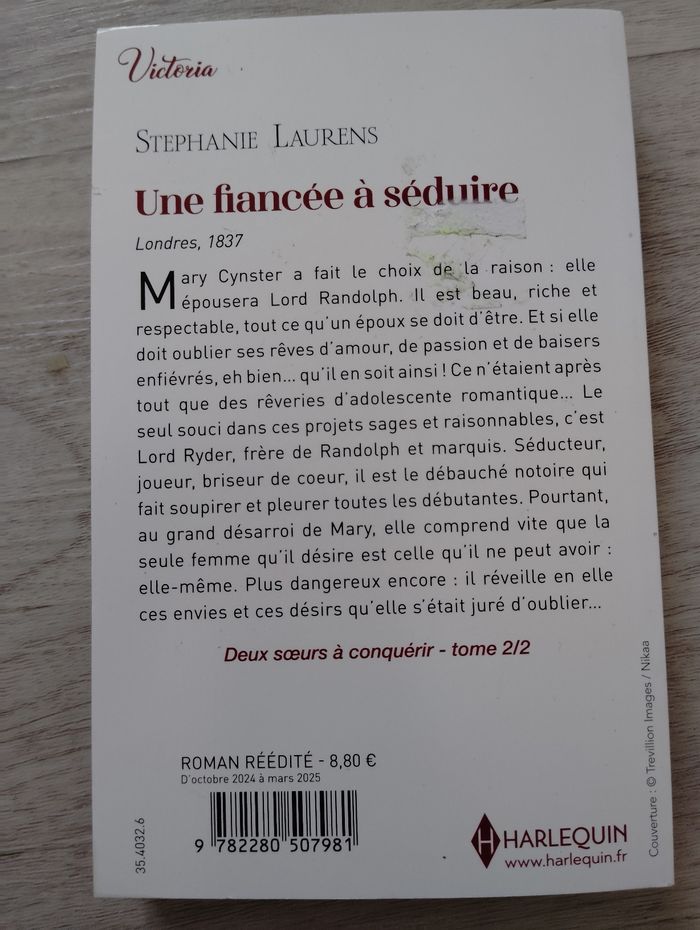 Victoria
STEPHANIE LAURENS
Une fiancée à séduire
Londres, 1837
Mary Cynster a fait le choix de la raison : elle
épousera Lord Randolph. Il est beau, riche et
respectable, tout ce qu'un époux se doit d'être. Et si elle
doit oublier ses rêves d'amour, de passion et de baisers
enfiévrés, eh bien... qu'il en soit ainsi ! Ce n'étaient après
tout que des rêveries d'adolescente romantique... Le
seul souci dans ces projets sages et raisonnables, c'est
Lord Ryder, frère de Randolph et marquis. Séducteur,
joueur, briseur de coeur, il est le débauché notoire qui
fait soupirer et pleurer toutes les débutantes. Pourtant,
au grand désarroi de Mary, elle comprend vite que la
seule femme qu'il désire est celle qu'il ne peut avoir :
elle-même. Plus dangereux encore : il réveille en elle
ces envies et ces désirs qu'elle s'était juré d'oublier...
Deux sœurs à conquérir - tome 2/2
ROMAN RÉÉDITÉ - 8,80 €
D'octobre 2024 à mars 2025
9 782280 507981
35.4032.6
H HARLEQUIN
www.harlequin.fr
Couverture : © Trevillion Images / Nikaa